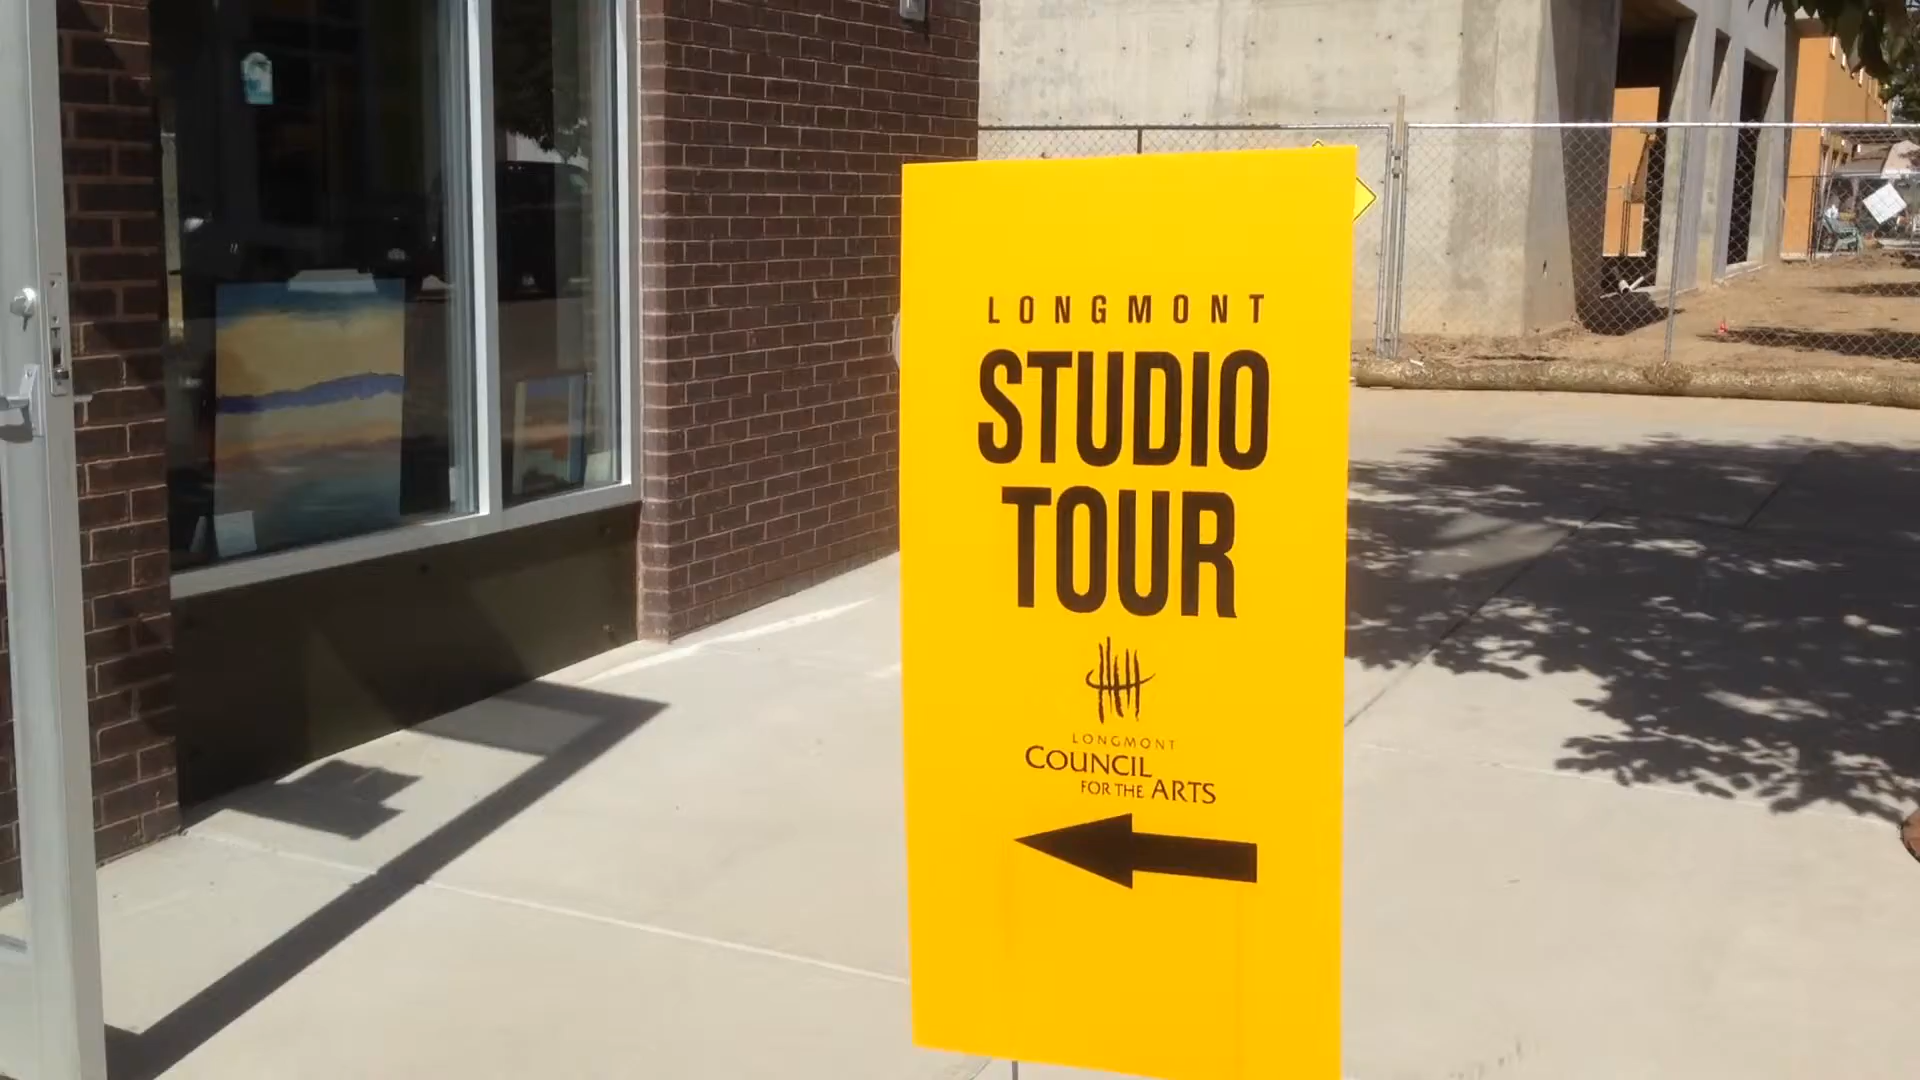 LONGMONT
STUDIO
TOUR
LONGMONT
COUNCIL
FOR THE ARTS